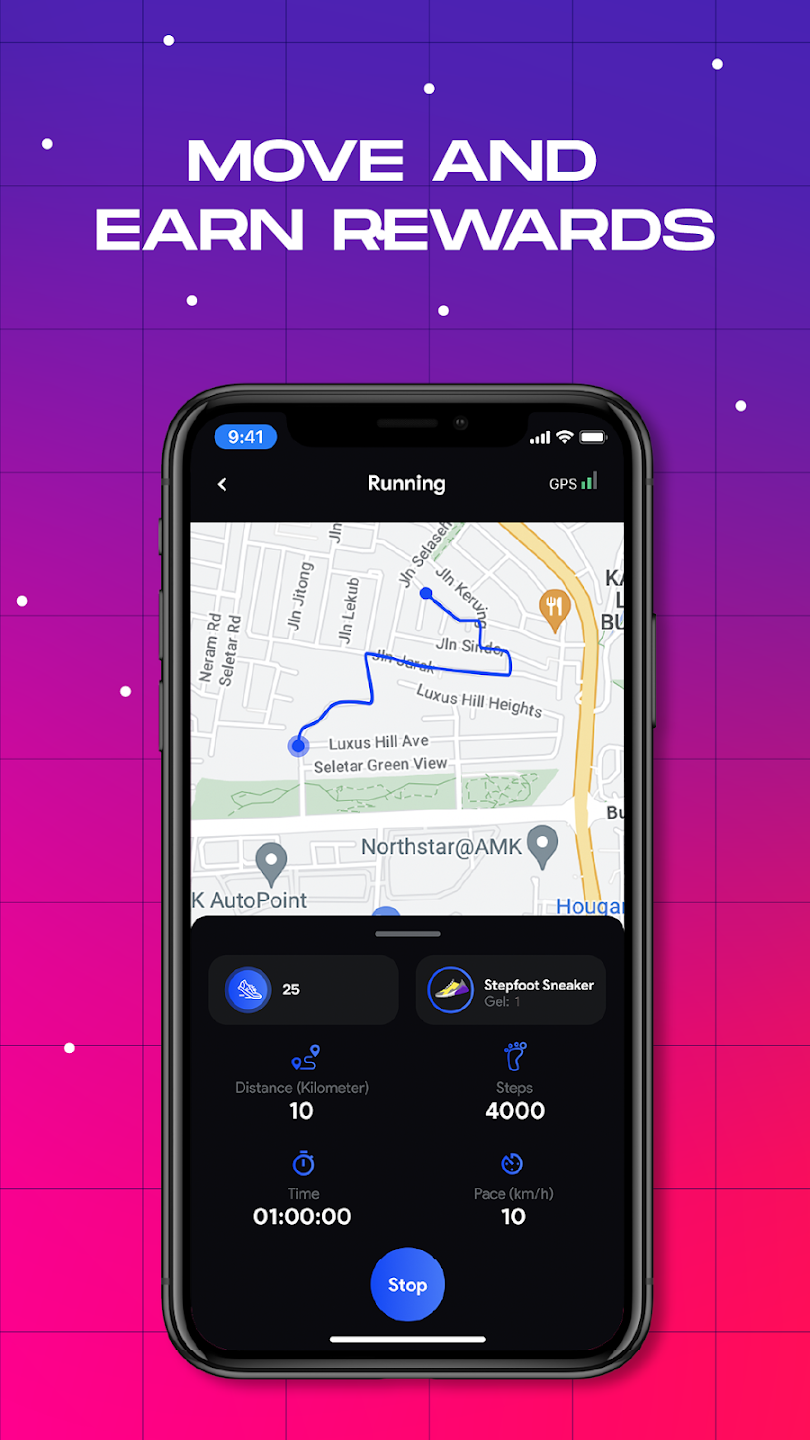 MOVE AND
EARN REWARDS
9:41
Running
GPS
Jln
Jln Selaseh
Jln Keruing
Jln Jitong
Jln Lekub
Neram Rd
Seletar Rd
Jln Sindor
Jln Jarak
Luxus Hill Heights
Luxus Hill Ave
Seletar Green View
KA
L
BU
Bu
Northstar@AMK
K AutoPoint
Hougan
25
Stepfoot Sneaker
Gel: 1
Distance (Kilometer)
10
Steps
4000
Time
01:00:00
Pace (km/h)
10
Stop